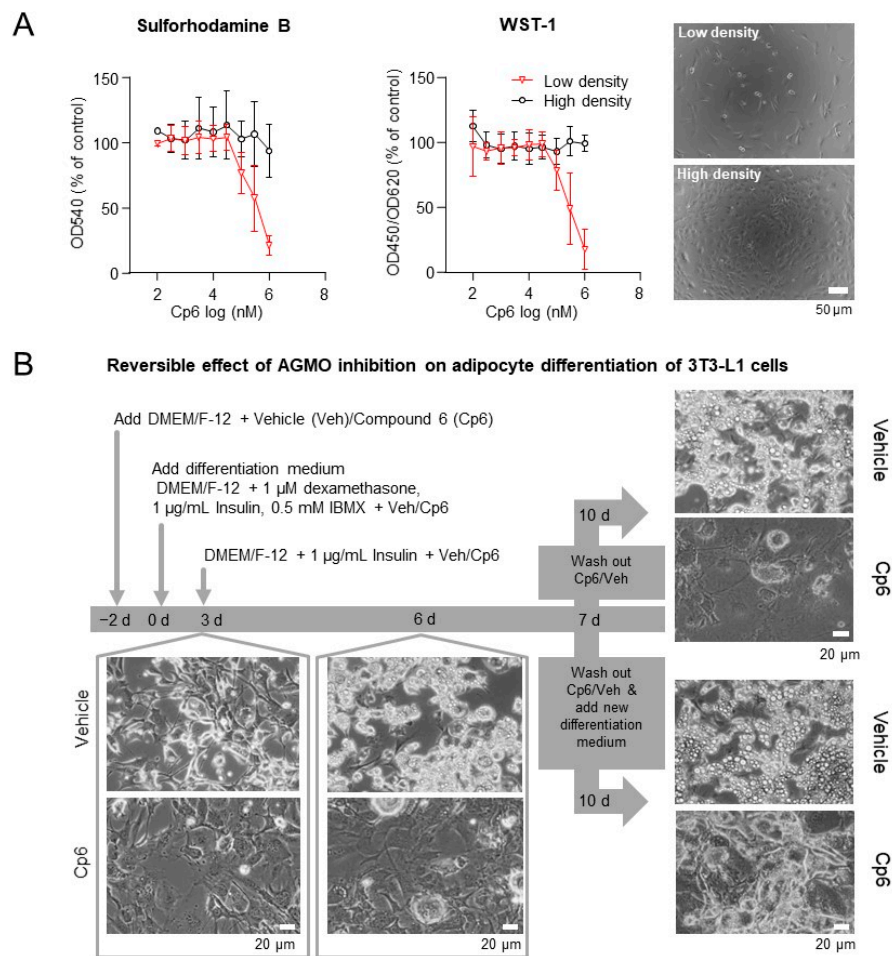 A
Sulforhodamine B
OD540 (% of control)
150
100
50
0
0
2
4
6
8
Cp6 log (nM)
WST-1
OD450/OD620 (% of control)
150
100
50
0
0
2
4
6
8
Cp6 log (nM)
Low density
High density
Low density
High density
50 µm
B
Reversible effect of AGMO inhibition on adipocyte differentiation of 3T3-L1 cells
Add DMEM/F-12 + Vehicle (Veh)/Compound 6 (Cp6)
Add differentiation medium
DMEM/F-12 + 1 µM dexamethasone,
1 µg/mL Insulin, 0.5 mM IBMX + Veh/Cp6
DMEM/F-12 + 1 µg/mL Insulin + Veh/Cp6
−2 d
0 d
3 d
6 d
7 d
10 d
Wash out
Cp6/Veh
Wash out
Cp6/Veh &
add new
differentiation
medium
10 d
Vehicle
Cp6
20 µm
20 µm
Vehicle
Cp6
20 µm
Vehicle
Cp6
20 µm